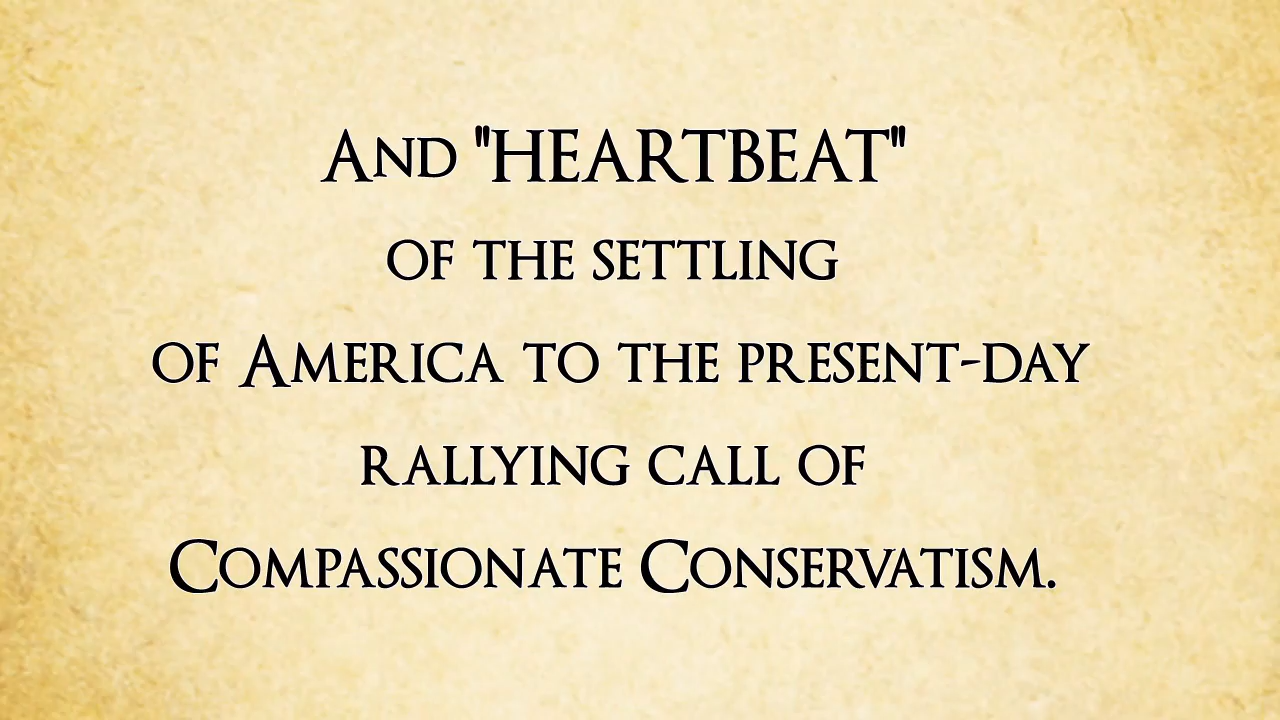 And "HEARTBEAT"
of the settling
of America to the present-day
rallying call of
Compassionate Conservatism.